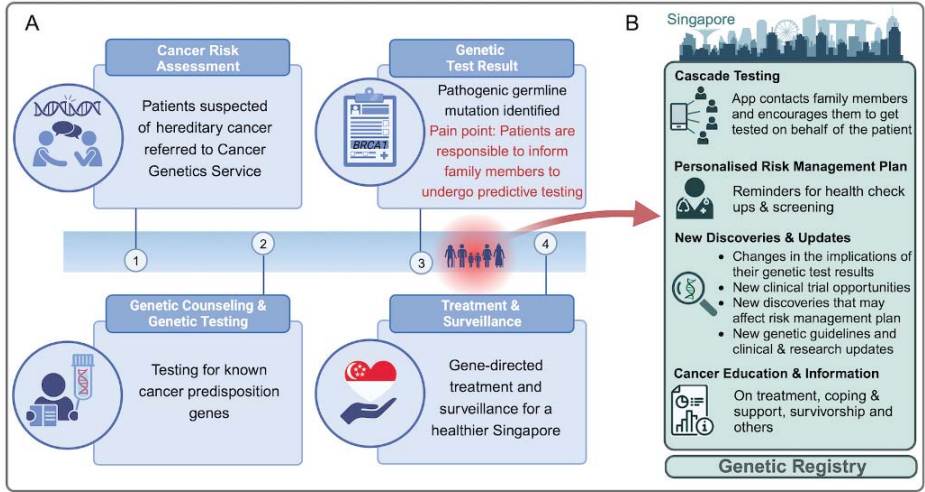 A
Cancer Risk
Assessment
Patients suspected
of hereditary cancer
referred to Cancer
Genetics Service
Genetic
Test Result
BRCA1
Pathogenic germline
mutation identified
Pain point: Patients are
responsible to inform
family members to
undergo predictive testing
1
2
3
4
Genetic Counseling &
Genetic Testing
Testing for known
cancer predisposition
genes
Treatment &
Surveillance
Gene-directed
treatment and
surveillance for a
healthier Singapore
B
Singapore
Cascade Testing
App contacts family members
and encourages them to get
tested on behalf of the patient
Personalised Risk Management Plan
Reminders for health check
ups & screening
New Discoveries & Updates
• Changes in the implications of
their genetic test results
• New clinical trial opportunities
• New discoveries that may
affect risk management plan
• New genetic guidelines and
clinical & research updates
Cancer Education & Information
On treatment, coping &
support, survivorship and
others
Genetic Registry